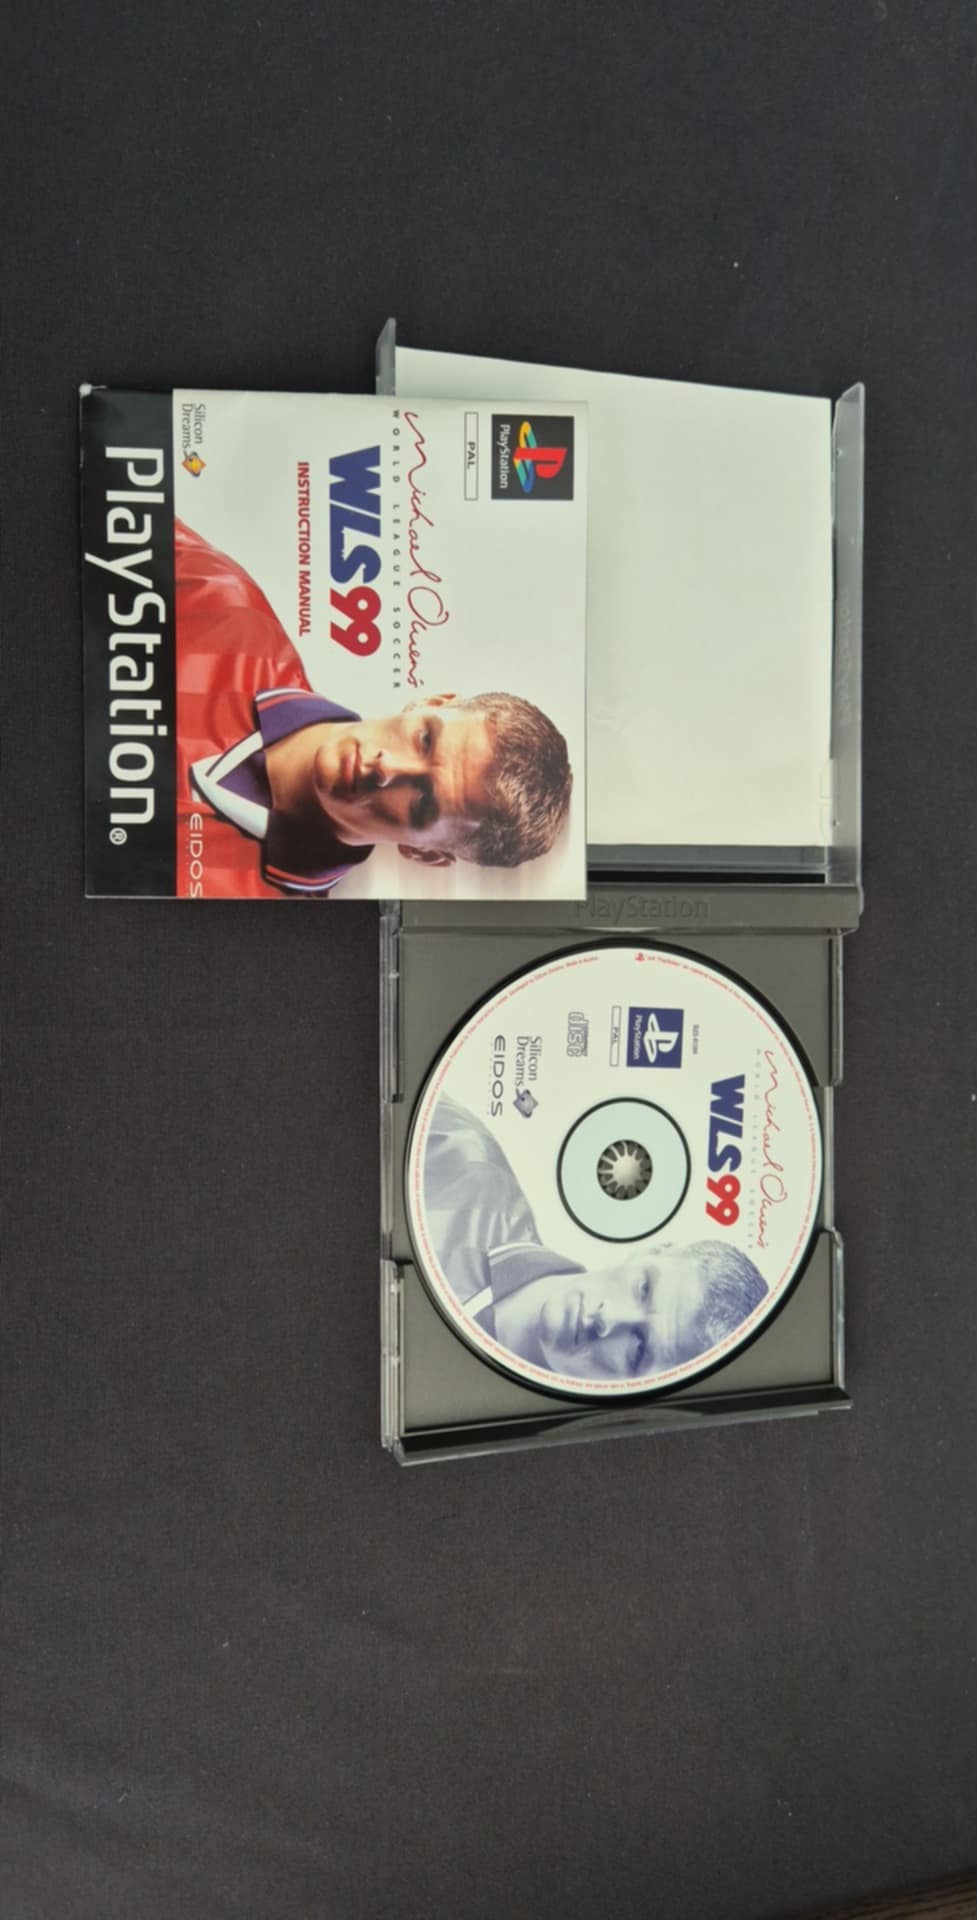 PlayStation
PAL
Michael Owen's
WORLD LEAGUE SOCCER
WLS99
INSTRUCTION MANUAL
Silicon
Dreams
EIDOS
PlayStation®
PlayStation
Michael Owen's
WORLD LEAGUE SOCCER
WLS99
PlayStation
PAL
disc
Silicon
Dreams
EIDOS